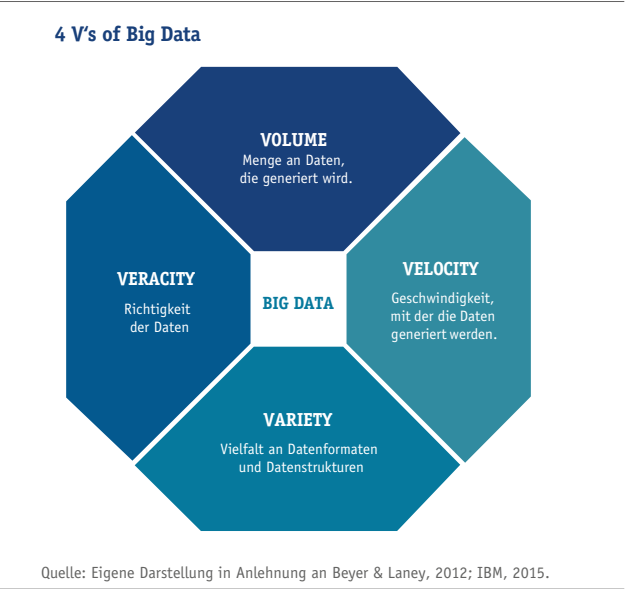 4 V‘s of Big Data
VOLUME
Menge an Daten,
die generiert wird.
VERACITY
Richtigkeit
der Daten
BIG DATA
VELOCITY
Geschwindigkeit,
mit der die Daten
generiert werden.
VARIETY
Vielfalt an Datenformaten
und Datenstrukturen
Quelle: Eigene Darstellung in Anlehnung an Beyer & Laney, 2012; IBM, 2015.